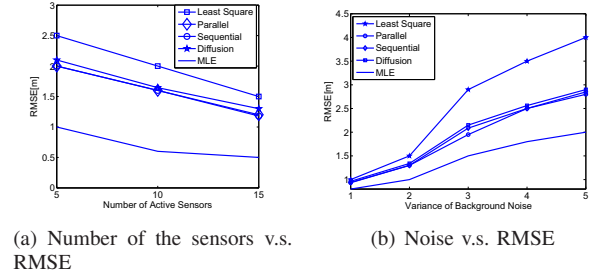 3
2.5
2
1.5
1
0.5
0
5
10
15
RMSE[m]
Number of Active Sensors
Least Square
Parallel
Sequential
Diffusion
MLE
(a) Number of the sensors v.s.
RMSE
4.5
4
3.5
3
2.5
2
1.5
1
1
2
3
4
5
RMSE[m]
Variance of Background Noise
Least Square
Parallel
Sequential
Diffusion
MLE
(b) Noise v.s. RMSE